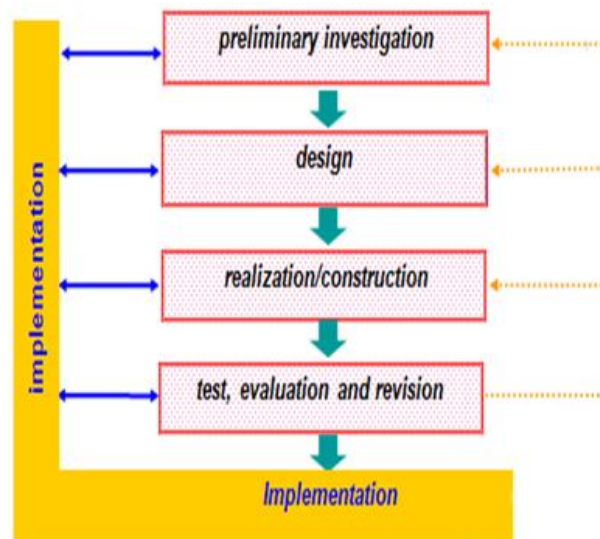 preliminary investigation
design
realization/construction
test, evaluation and revision
Implementation
implementation